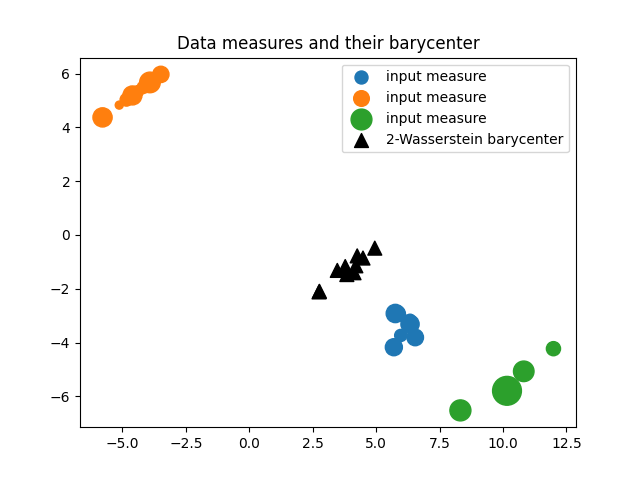 Data measures and their barycenter
input measure
input measure
input measure
2-Wasserstein barycenter
6
4
2
0
−2
−4
−6
−5.0 −2.5 0.0 2.5 5.0 7.5 10.0 12.5